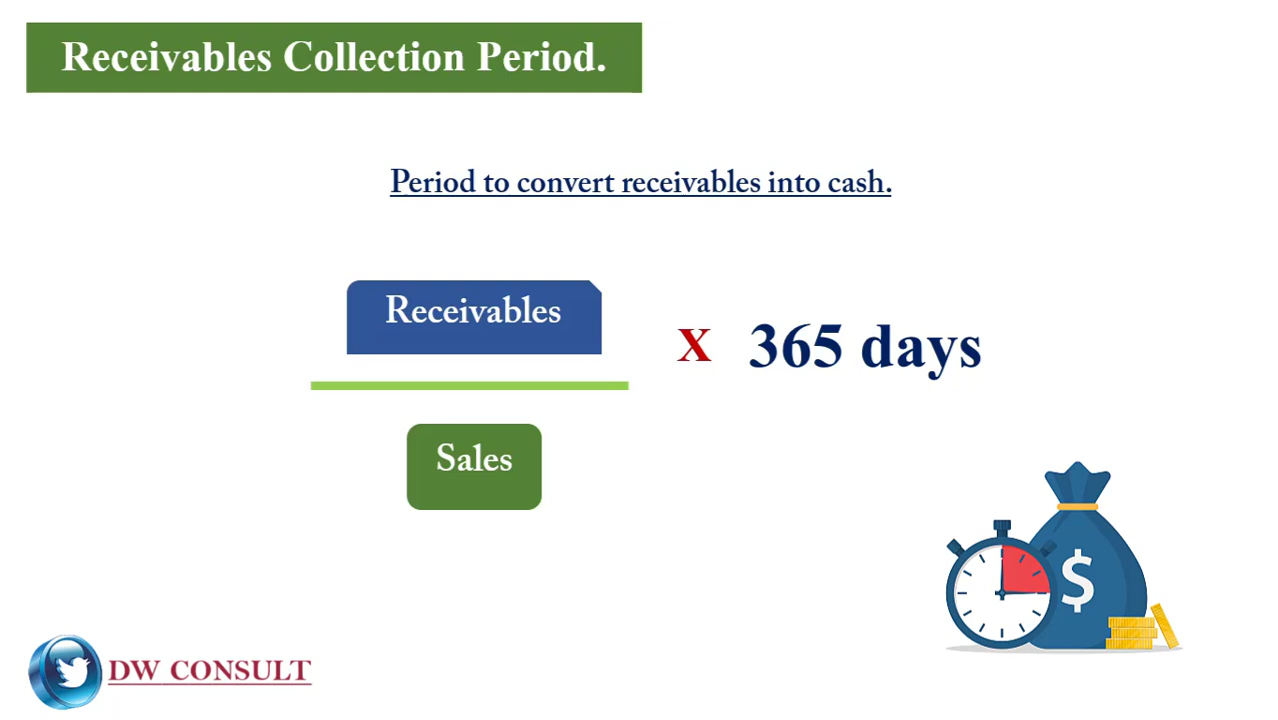 Receivables Collection Period.
Period to convert receivables into cash.
Receivables
X 365 days
Sales
$
DW CONSULT